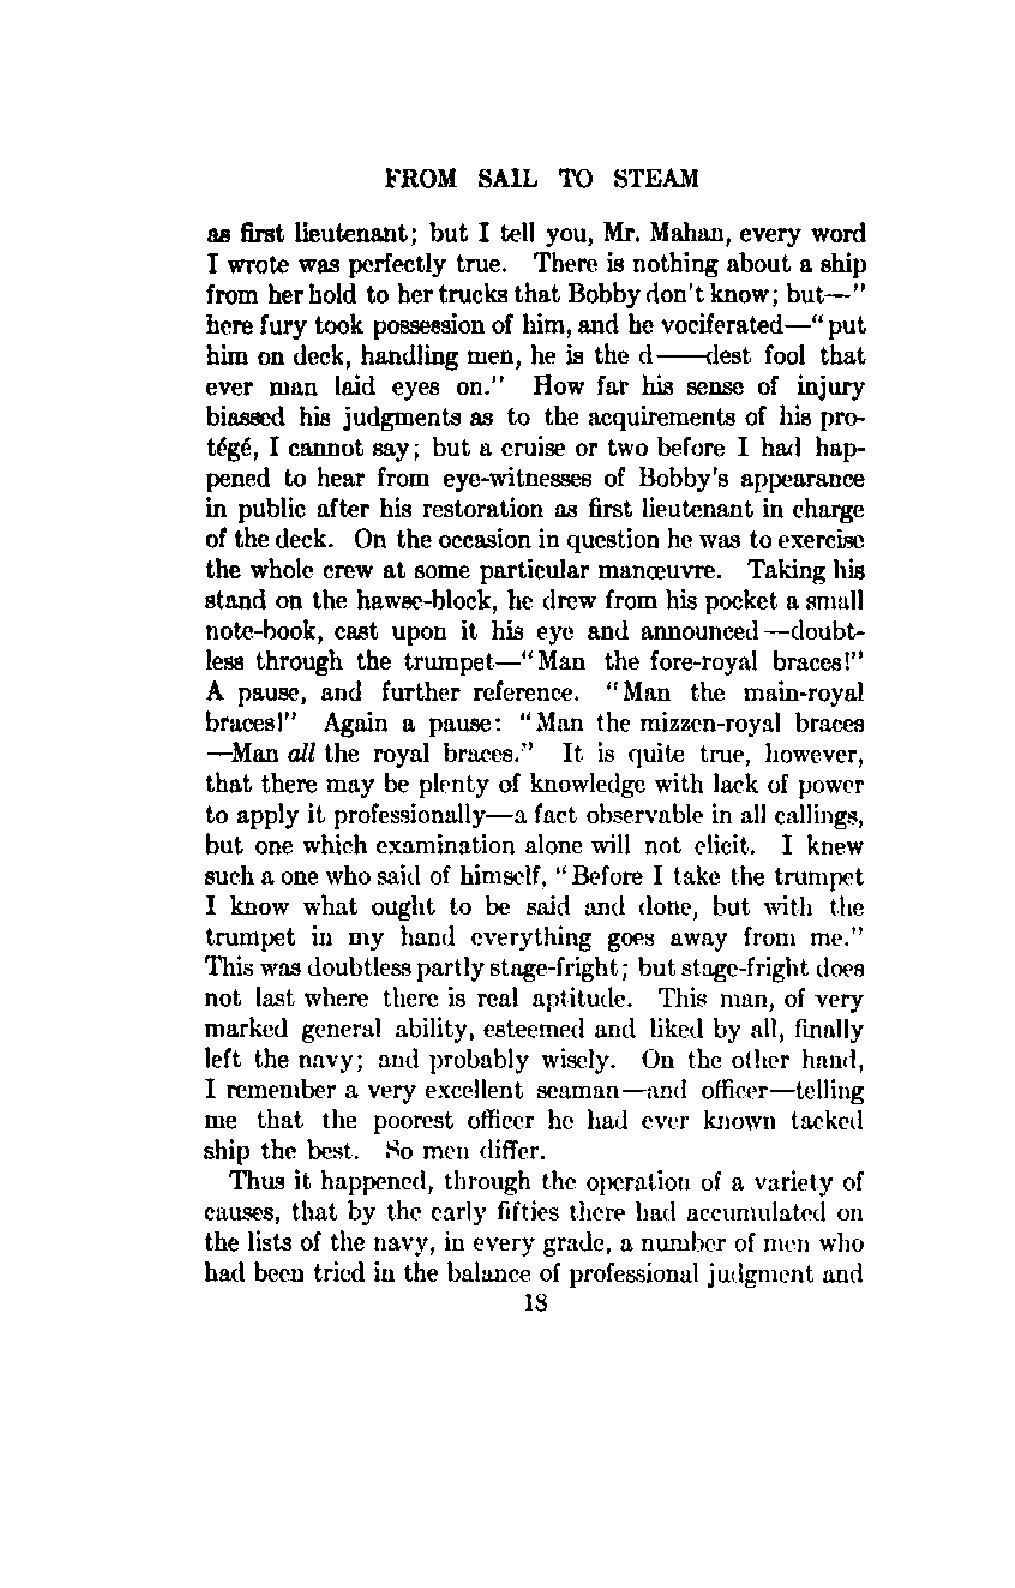 FROM SAIL TO STEAM
as first lieutenant; but I tell you, Mr. Mahan, every word
I wrote was perfectly true. There is nothing about a ship
from her hold to her trucks that Bobby don't know; but—"
here fury took possession of him, and he vociferated—"put
him on deck, handling men, he is the d——dest fool that
ever man laid eyes on." How far his sense of injury
biassed his judgments as to the acquirements of his pro-
tégé, I cannot say; but a cruise or two before I had hap-
pened to hear from eye-witnesses of Bobby's appearance
in public after his restoration as first lieutenant in charge
of the deck. On the occasion in question he was to exercise
the whole crew at some particular manœuvre. Taking his
stand on the hawse-block, he drew from his pocket a small
note-book, cast upon it his eye and announced—doubt-
less through the trumpet—"Man the fore-royal braces!"
A pause, and further reference. "Man the main-royal
braces!" Again a pause: "Man the mizzen-royal braces
—Man all the royal braces." It is quite true, however,
that there may be plenty of knowledge with lack of power
to apply it professionally—a fact observable in all callings,
but one which examination alone will not elicit. I knew
such a one who said of himself, "Before I take the trumpet
I know what ought to be said and done, but with the
trumpet in my hand everything goes away from me."
This was doubtless partly stage-fright; but stage-fright does
not last where there is real aptitude. This man, of very
marked general ability, esteemed and liked by all, finally
left the navy; and probably wisely. On the other hand,
I remember a very excellent seaman—and officer—telling
me that the poorest officer he had ever known tacked
ship the best. So men differ.
Thus it happened, through the operation of a variety of
causes, that by the early fifties there had accumulated on
the lists of the navy, in every grade, a number of men who
had been tried in the balance of professional judgment and
18